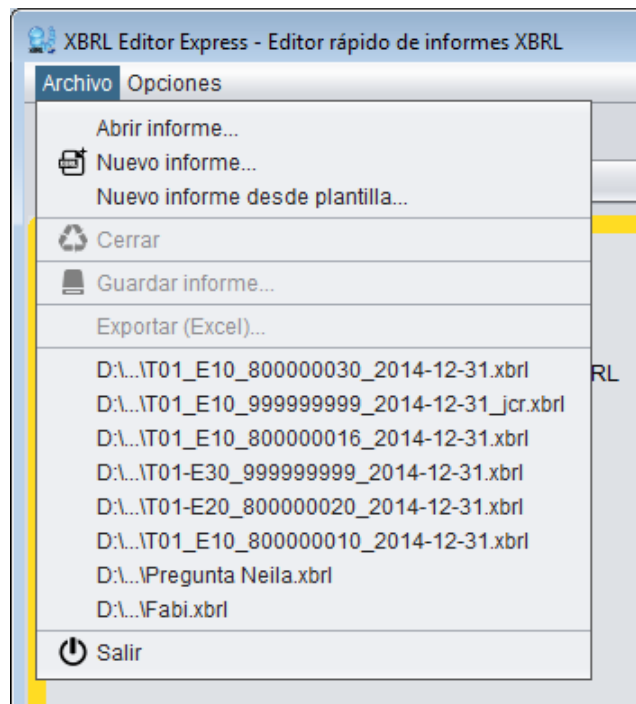 XBRL Editor Express - Editor rápido de informes XBRL
Archivo Opciones
Abrir informe...
Nuevo informe...
Nuevo informe desde plantilla...
Cerrar
Guardar informe...
Exportar (Excel)...
D:\...\T01_E10_800000030_2014-12-31.xbrl
RL
D:\...\T01_E10_999999999_2014-12-31_jcr.xbrl
D:\...\T01_E10_800000016_2014-12-31.xbrl
D:\...\T01-E30_999999999_2014-12-31.xbrl
D:\...\T01-E20_800000020_2014-12-31.xbrl
D:\...\T01_E10_800000010_2014-12-31.xbrl
D:\...\Pregunta Neila.xbrl
D:\...\Fabi.xbrl
Salir